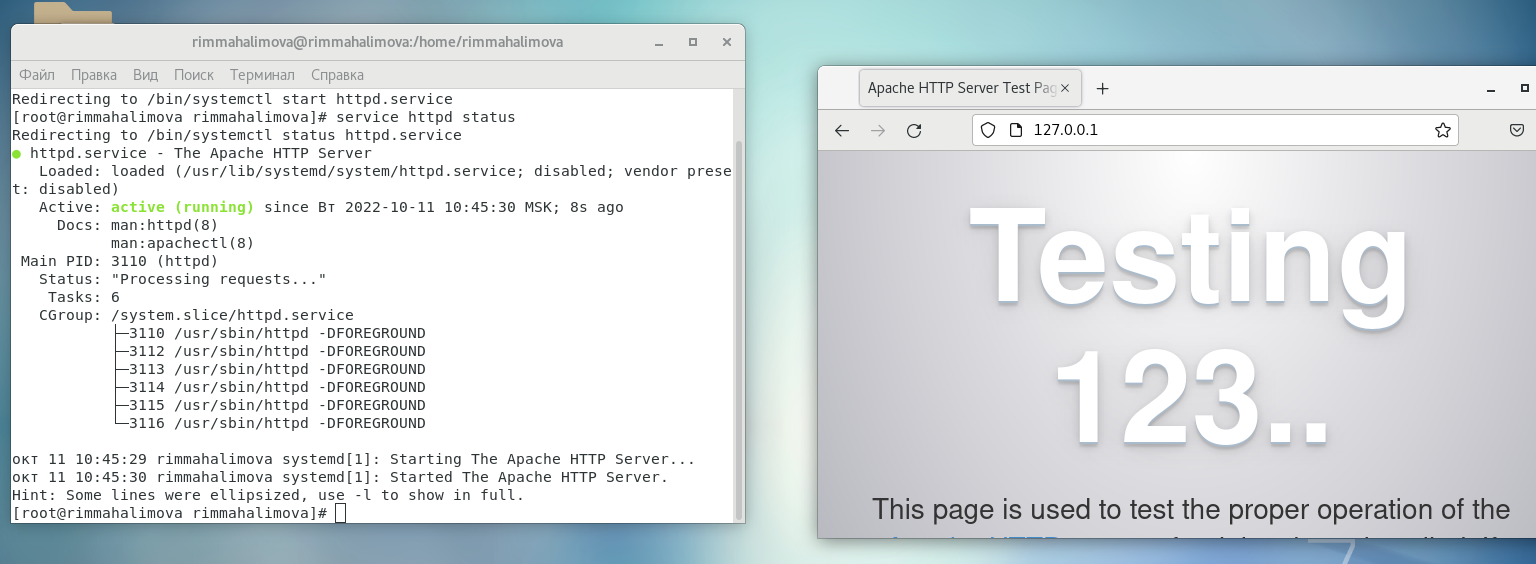 rimmahalimova@rimmahalimova:/home/rimmahalimova
Файл Правка Вид Поиск Терминал Справка
Redirecting to /bin/systemctl start httpd.service
[root@rimmahalimova rimmahalimova]# service httpd status
Redirecting to /bin/systemctl status httpd.service
● httpd.service - The Apache HTTP Server
Loaded: loaded (/usr/lib/systemd/system/httpd.service; disabled; vendor prese
t: disabled)
Active: active (running) since Вт 2022-10-11 10:45:30 MSK; 8s ago
Docs: man:httpd(8)
man:apachectl(8)
Main PID: 3110 (httpd)
Status: "Processing requests..."
Tasks: 6
CGroup: /system.slice/httpd.service
├─3110 /usr/sbin/httpd -DFOREGROUND
├─3112 /usr/sbin/httpd -DFOREGROUND
├─3113 /usr/sbin/httpd -DFOREGROUND
├─3114 /usr/sbin/httpd -DFOREGROUND
├─3115 /usr/sbin/httpd -DFOREGROUND
└─3116 /usr/sbin/httpd -DFOREGROUND
окт 11 10:45:29 rimmahalimova systemd[1]: Starting The Apache HTTP Server...
окт 11 10:45:30 rimmahalimova systemd[1]: Started The Apache HTTP Server.
Hint: Some lines were ellipsized, use -l to show in full.
[root@rimmahalimova rimmahalimova]#
Apache HTTP Server Test Pag
127.0.0.1
Testing
123..
This page is used to test the proper operation of the
7